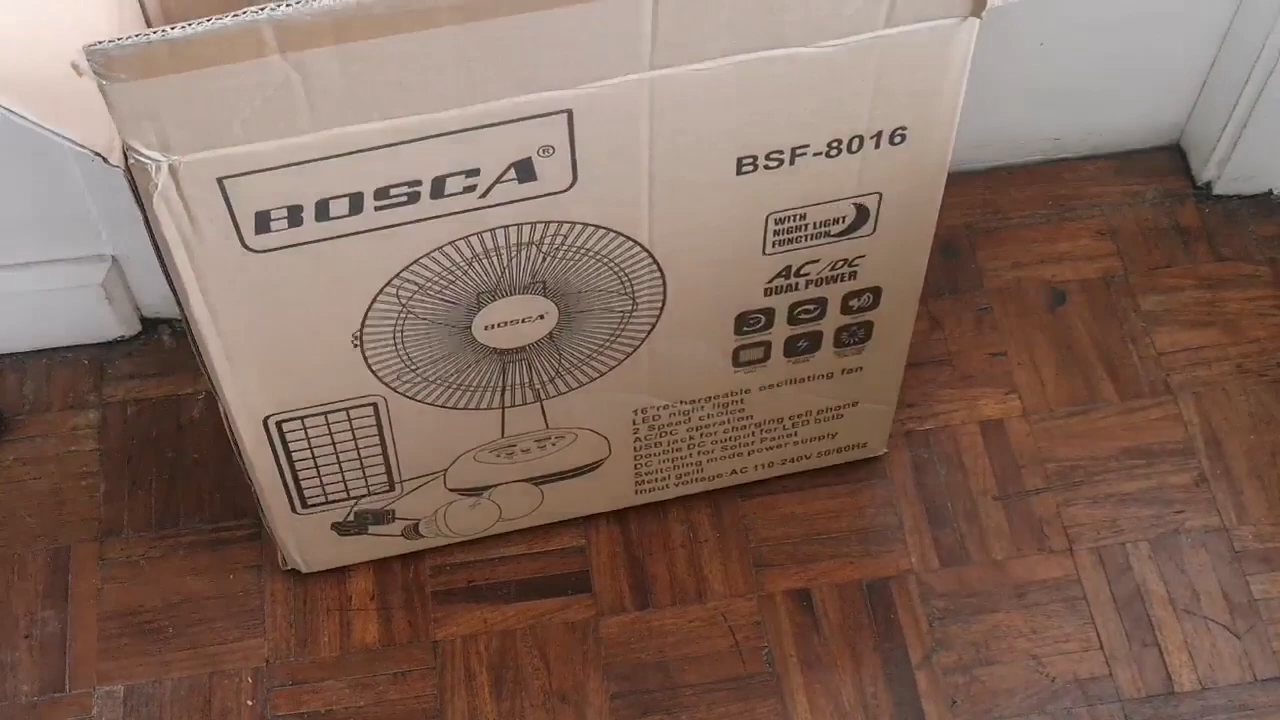 BOSCA®
BSF-8016
WITH
NIGHT LIGHT
FUNCTION
AC/DC
DUAL POWER
BOSCA®
16"rechargeable oscillating fan
LED night light
2 Speed choice
AC/DC operation
USB jack for charging cell phone
Double DC output for LED bulb
DC input for Solar Panel
Switching mode power supply
Metal galil
Input voltage:AC 110-240V 50/60Hz